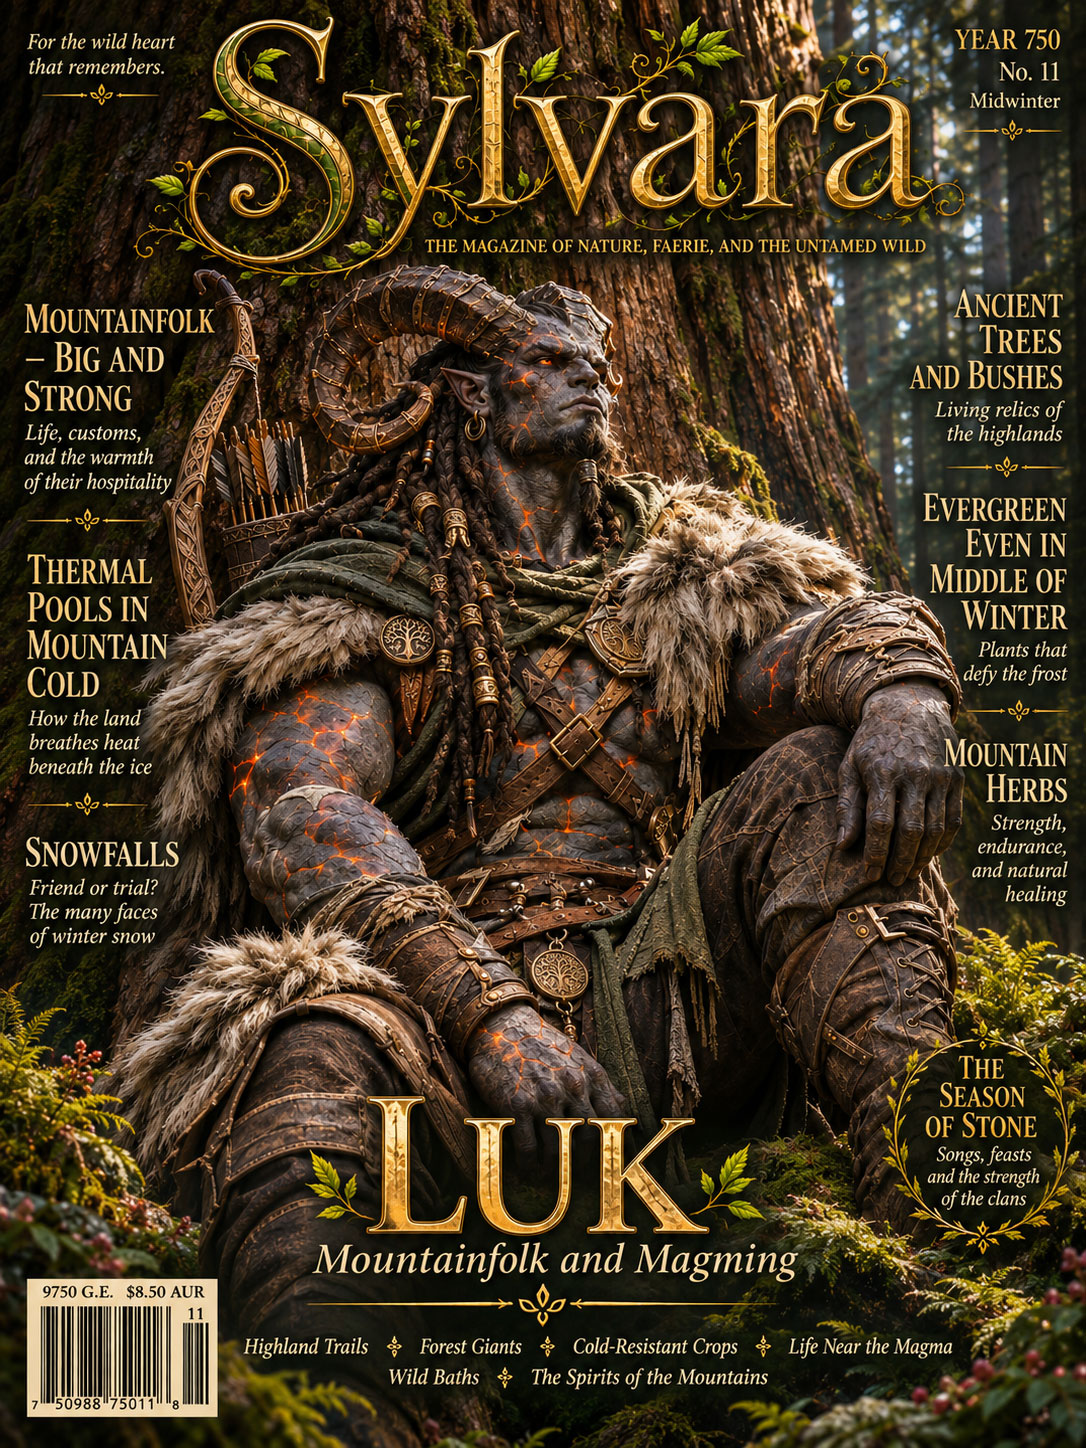 For the wild heart
that remembers.
Sylvara
YEAR 750
No. 11
Midwinter
THE MAGAZINE OF NATURE, FAERIE, AND THE UNTAMED WILD
MOUNTAINFOLK
– BIG AND
STRONG
Life, customs,
and the warmth
of their hospitality
THERMAL
POOLS IN
MOUNTAIN
COLD
How the land
breathes heat
beneath the ice
SNOWFALLS
Friend or trial?
The many faces
of winter snow
ANCIENT
TREES
AND BUSHES
Living relics of
the highlands
EVERGREEN
EVEN IN
MIDDLE OF
WINTER
Plants that
defy the frost
MOUNTAIN
HERBS
Strength,
endurance,
and natural
healing
THE
SEASON
OF STONE
Songs, feasts
and the strength
of the clans
LUK
Mountainfolk and Magming
Highland Trails Forest Giants Cold-Resistant Crops Life Near the Magma
Wild Baths The Spirits of the Mountains
9750 G.E. $8.50 AUR
11
7 50988 75011 8